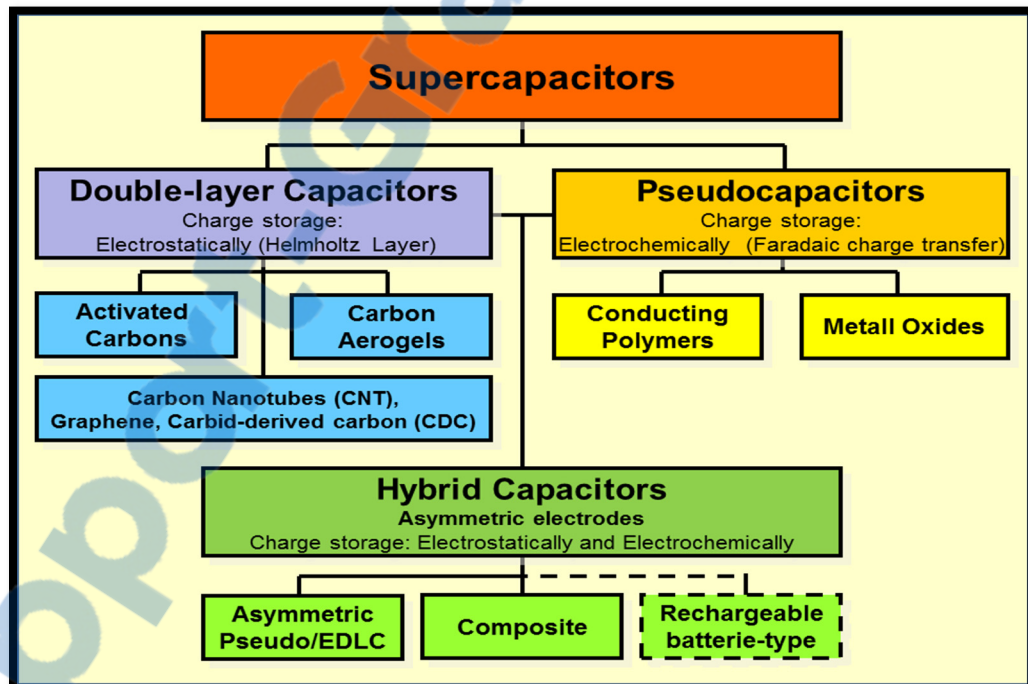 Supercapacitors
Double-layer Capacitors
Charge storage:
Electrostatically (Helmholtz Layer)
Pseudocapacitors
Charge storage:
Electrochemically (Faradaic charge transfer)
Activated
Carbons
Carbon
Aerogels
Conducting
Polymers
Metall Oxides
Carbon Nanotubes (CNT),
Graphene, Carbid-derived carbon (CDC)
Hybrid Capacitors
Asymmetric electrodes
Charge storage: Electrostatically and Electrochemically
Asymmetric
Pseudo/EDLC
Composite
Rechargeable
batterie-type